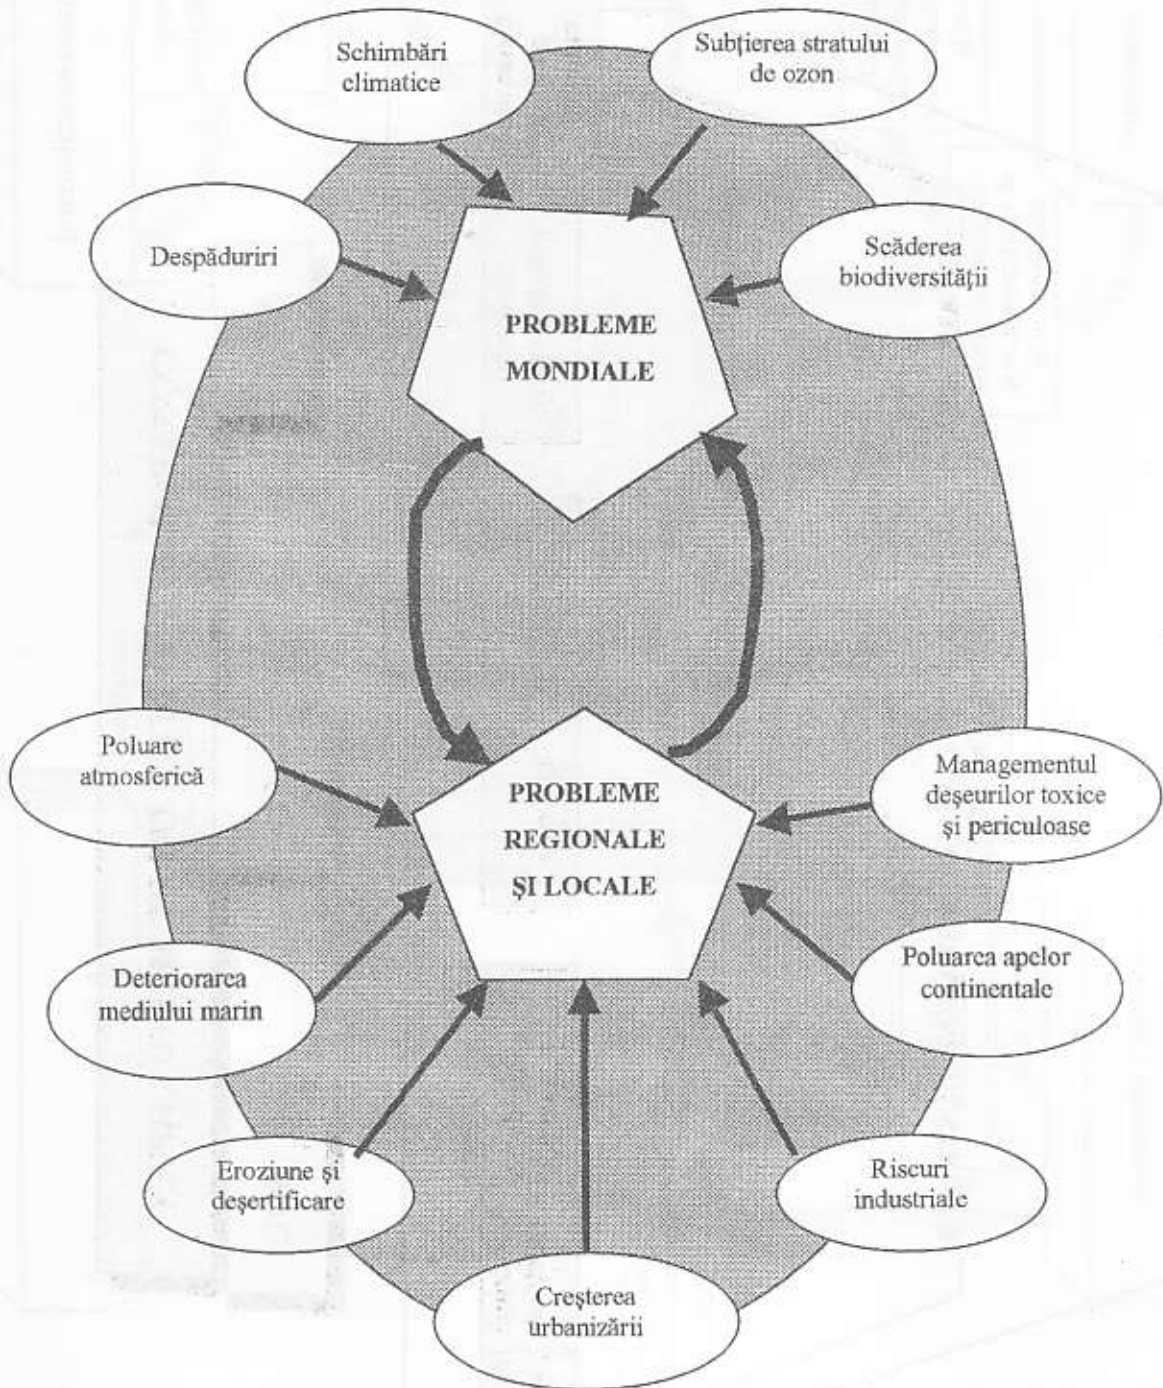 Schimbări
climatice
Subțierea stratului
de ozon
Despăduriri
Scăderea
biodiversității
PROBLEME
MONDIALE
Poluare
atmosferică
PROBLEME
REGIONALE
ȘI LOCALE
Managementul
deșeurilor toxice
și periculoase
Deteriorarea
mediului marin
Poluarea apelor
continentale
Eroziune și
deșertificare
Riscuri
industriale
Creșterea
urbanizării